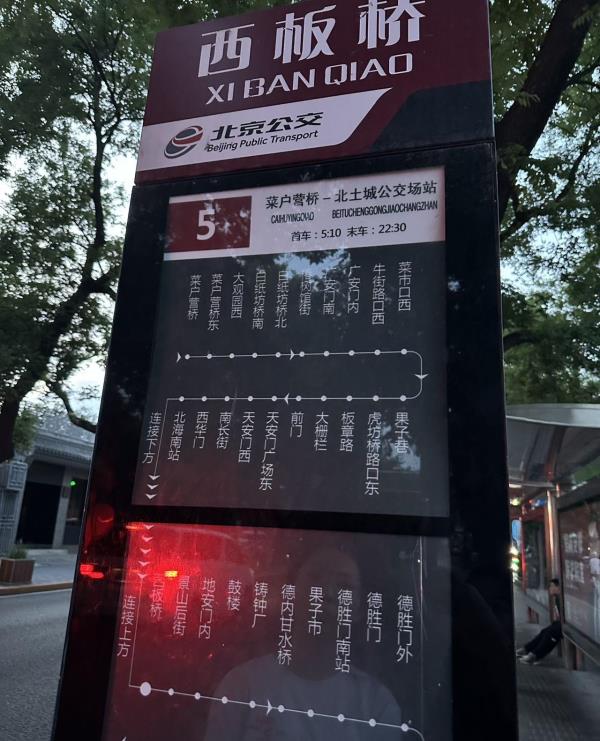 西板桥
XI BAN QIAO
北京公交
Beijing Public Transport
5
菜户营桥 – 北土城公交场站
CAIHUYINGQIAO BEITUCHENGGONGJIAOCHANGZHAN
首车：5:10 末车：22:30
菜户营桥
菜户营桥东
大观园西
白纸坊桥南
白纸坊桥北
树馆街
安门南
广安门内
牛街路口西
菜市口西
连接下方
北海南站
西华门
南长街
天安门西
天安门广场东
前门
大栅栏
板章路
虎坊桥路口东
果子巷
连接上方
板桥
景山后街
地安门内
鼓楼
铸钟厂
德内甘水桥
果子市
德胜门南站
德胜门
德胜门外